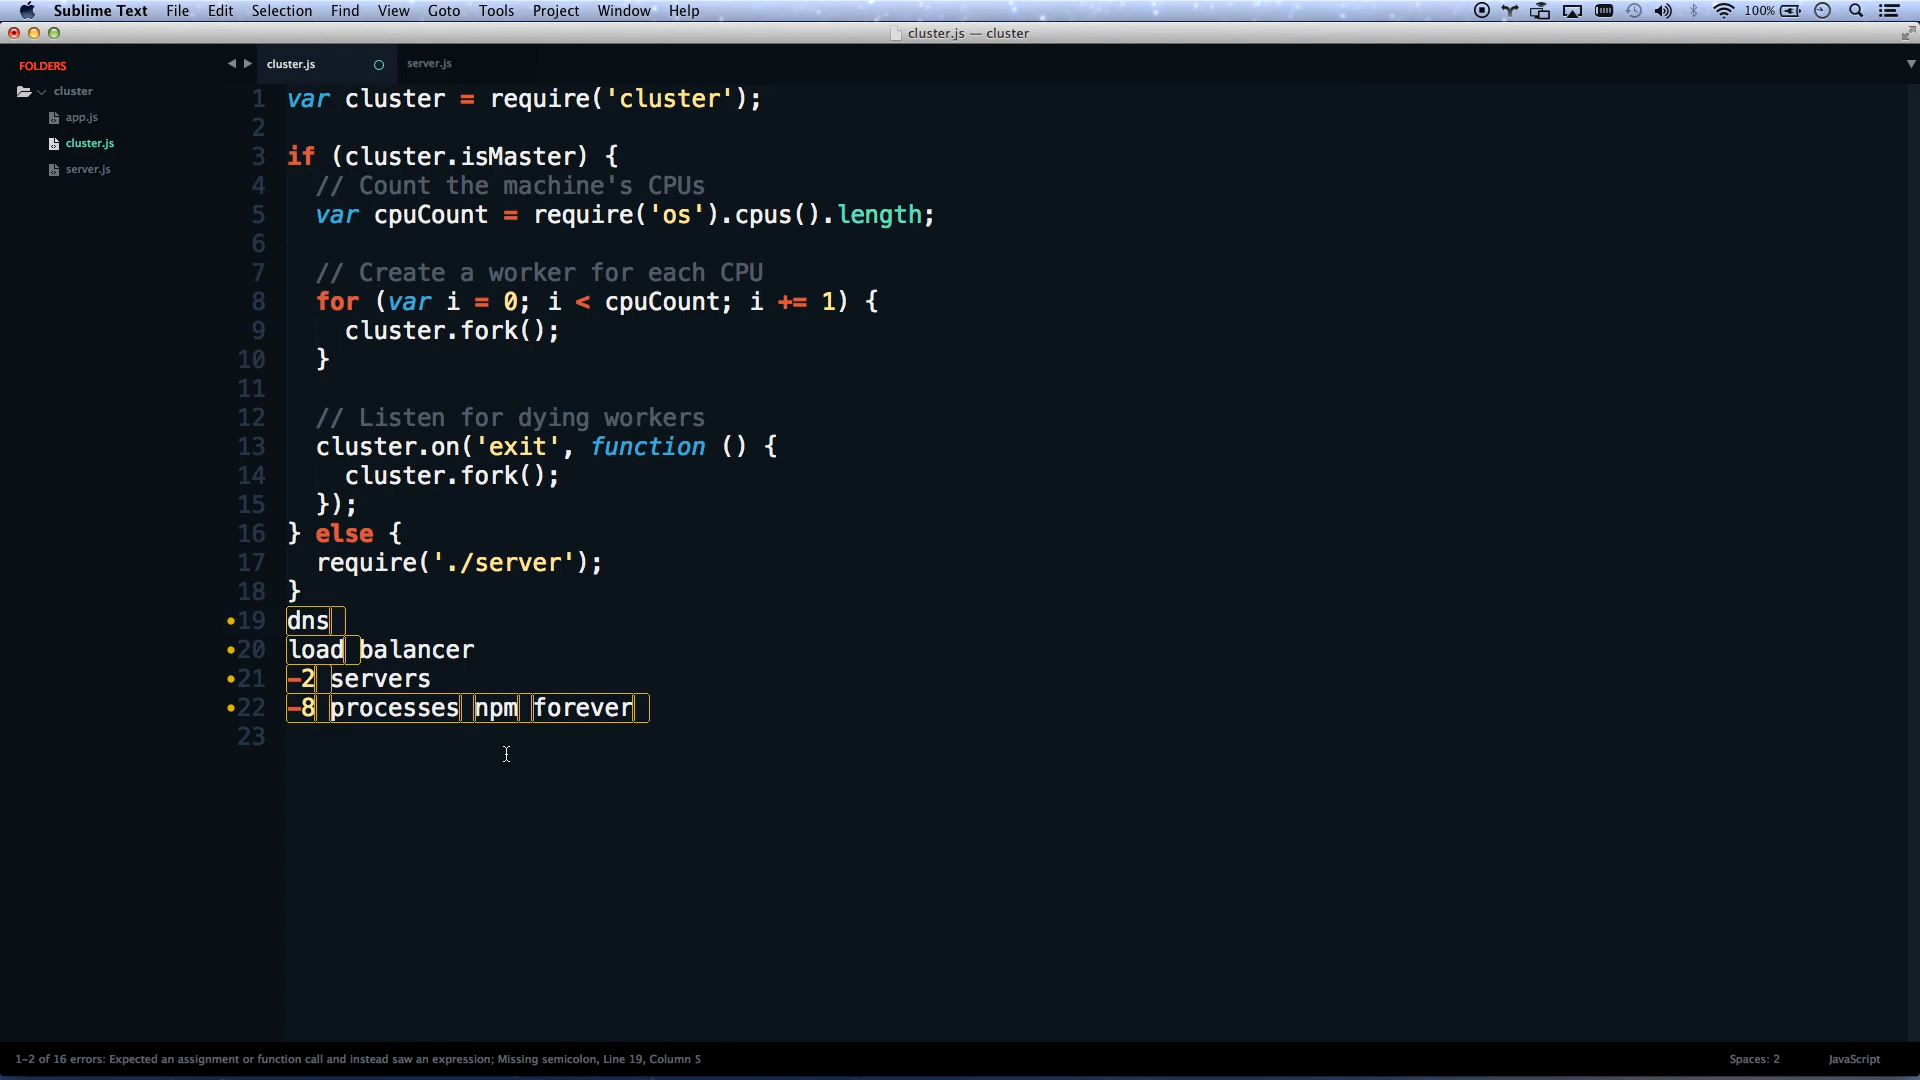 Sublime Text File Edit Selection Find View Goto Tools Project Window Help 100%
cluster.js — cluster
FOLDERS
cluster
app.js
cluster.js
server.js
cluster.js server.js
1 var cluster = require('cluster');
2
3 if (cluster.isMaster) {
4 // Count the machine's CPUs
5 var cpuCount = require('os').cpus().length;
6
7 // Create a worker for each CPU
8 for (var i = 0; i < cpuCount; i += 1) {
9 cluster.fork();
10 }
11
12 // Listen for dying workers
13 cluster.on('exit', function () {
14 cluster.fork();
15 });
16 } else {
17 require('./server');
18 }
19 dns
20 load balancer
21 -2 servers
22 -8 processes npm forever
23
1-2 of 16 errors: Expected an assignment or function call and instead saw an expression; Missing semicolon, Line 19, Column 5
Spaces: 2 JavaScript